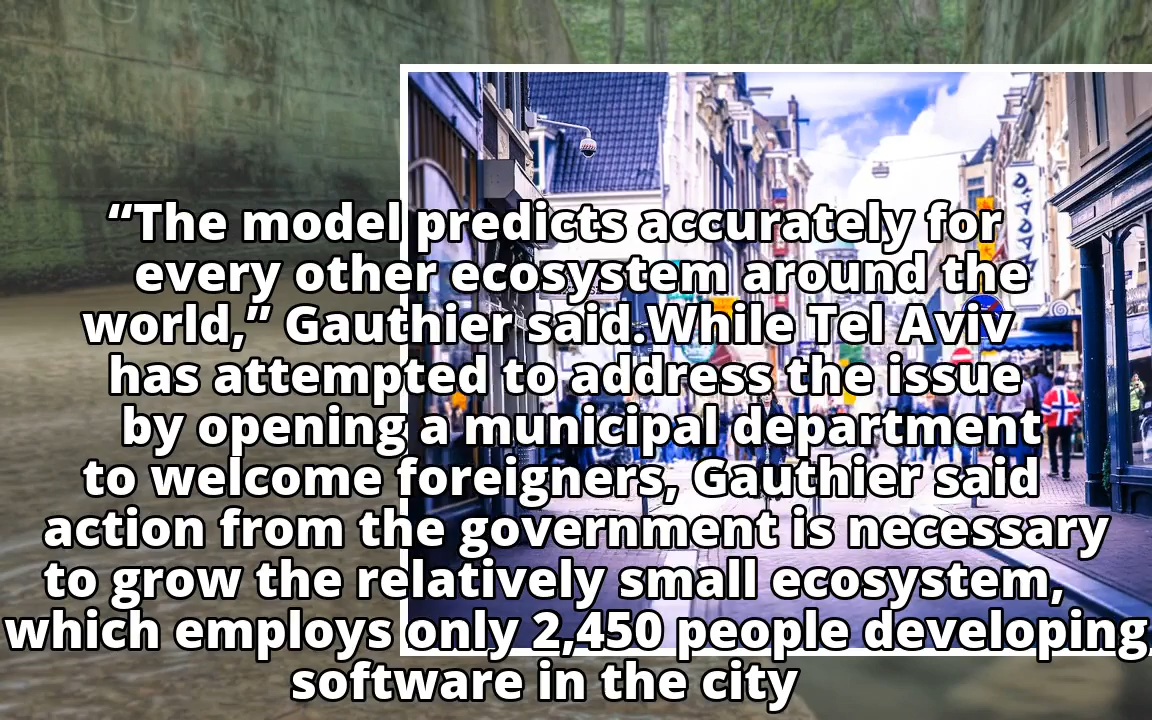 “The model predicts accurately for
every other ecosystem around the
world,” Gauthier said.While Tel Aviv
has attempted to address the issue
by opening a municipal department
to welcome foreigners, Gauthier said
action from the government is necessary
to grow the relatively small ecosystem,
which employs only 2,450 people developing
software in the city